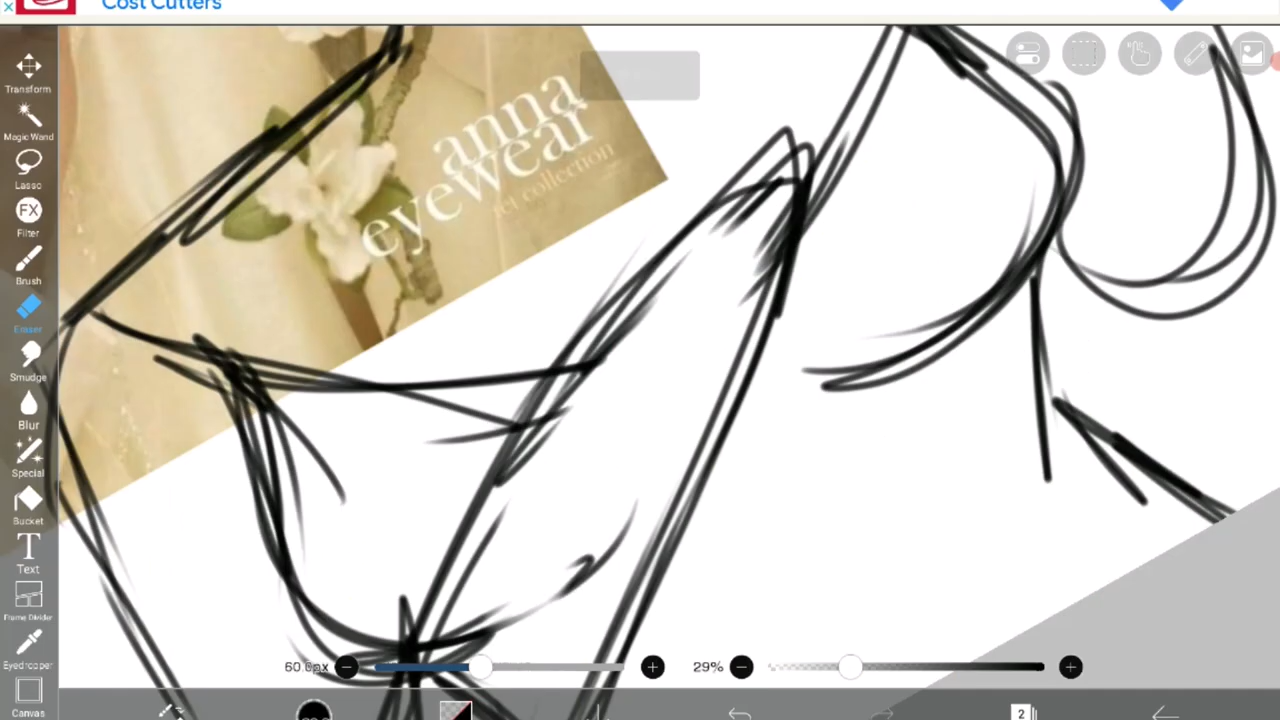 Cost Cutters
Transform
Magic Wand
Lasso
FX
Filter
Brush
Eraser
Smudge
Blur
Special
Bucket
T
Text
Frame Divider
Eyedropper
Canvas
anna
eyewear
60.0px
29%
2